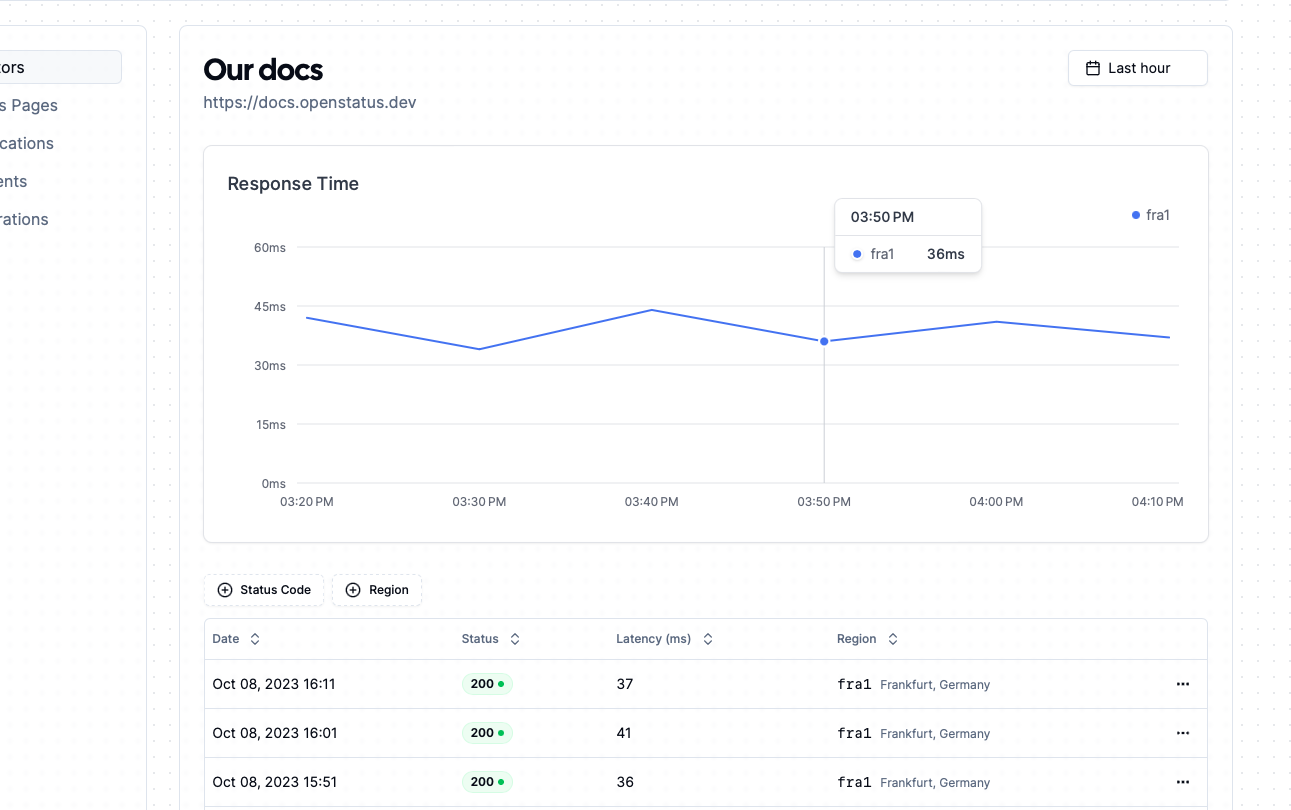 Our docs
https://docs.openstatus.dev
Last hour
tors
s Pages
cations
ents
rations
Response Time
fra1
03:50 PM
fra1 36ms
60ms
45ms
30ms
15ms
0ms
03:20 PM 03:30 PM 03:40 PM 03:50 PM 04:00 PM 04:10 PM
Status Code Region
Date Status Latency (ms) Region
Oct 08, 2023 16:11 200 37 fra1 Frankfurt, Germany
Oct 08, 2023 16:01 200 41 fra1 Frankfurt, Germany
Oct 08, 2023 15:51 200 36 fra1 Frankfurt, Germany